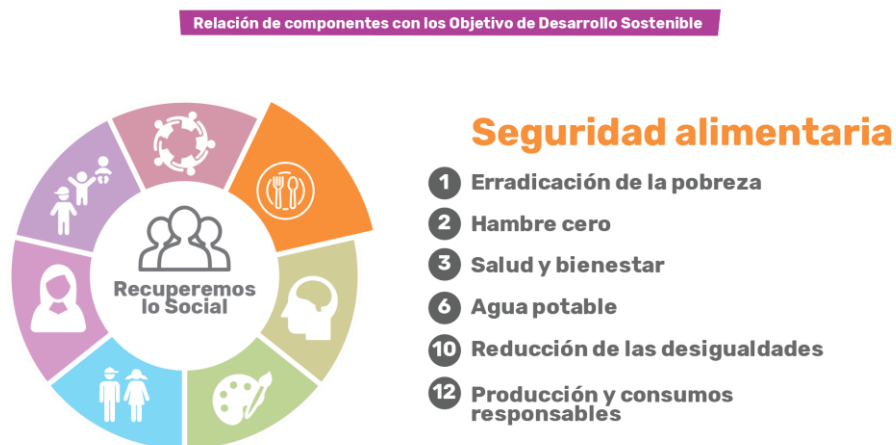 Relación de componentes con los Objetivo de Desarrollo Sostenible
Seguridad alimentaria
1 Erradicación de la pobreza
2 Hambre cero
3 Salud y bienestar
6 Agua potable
10 Reducción de las desigualdades
12 Producción y consumos
responsables
Recuperemos
lo Social